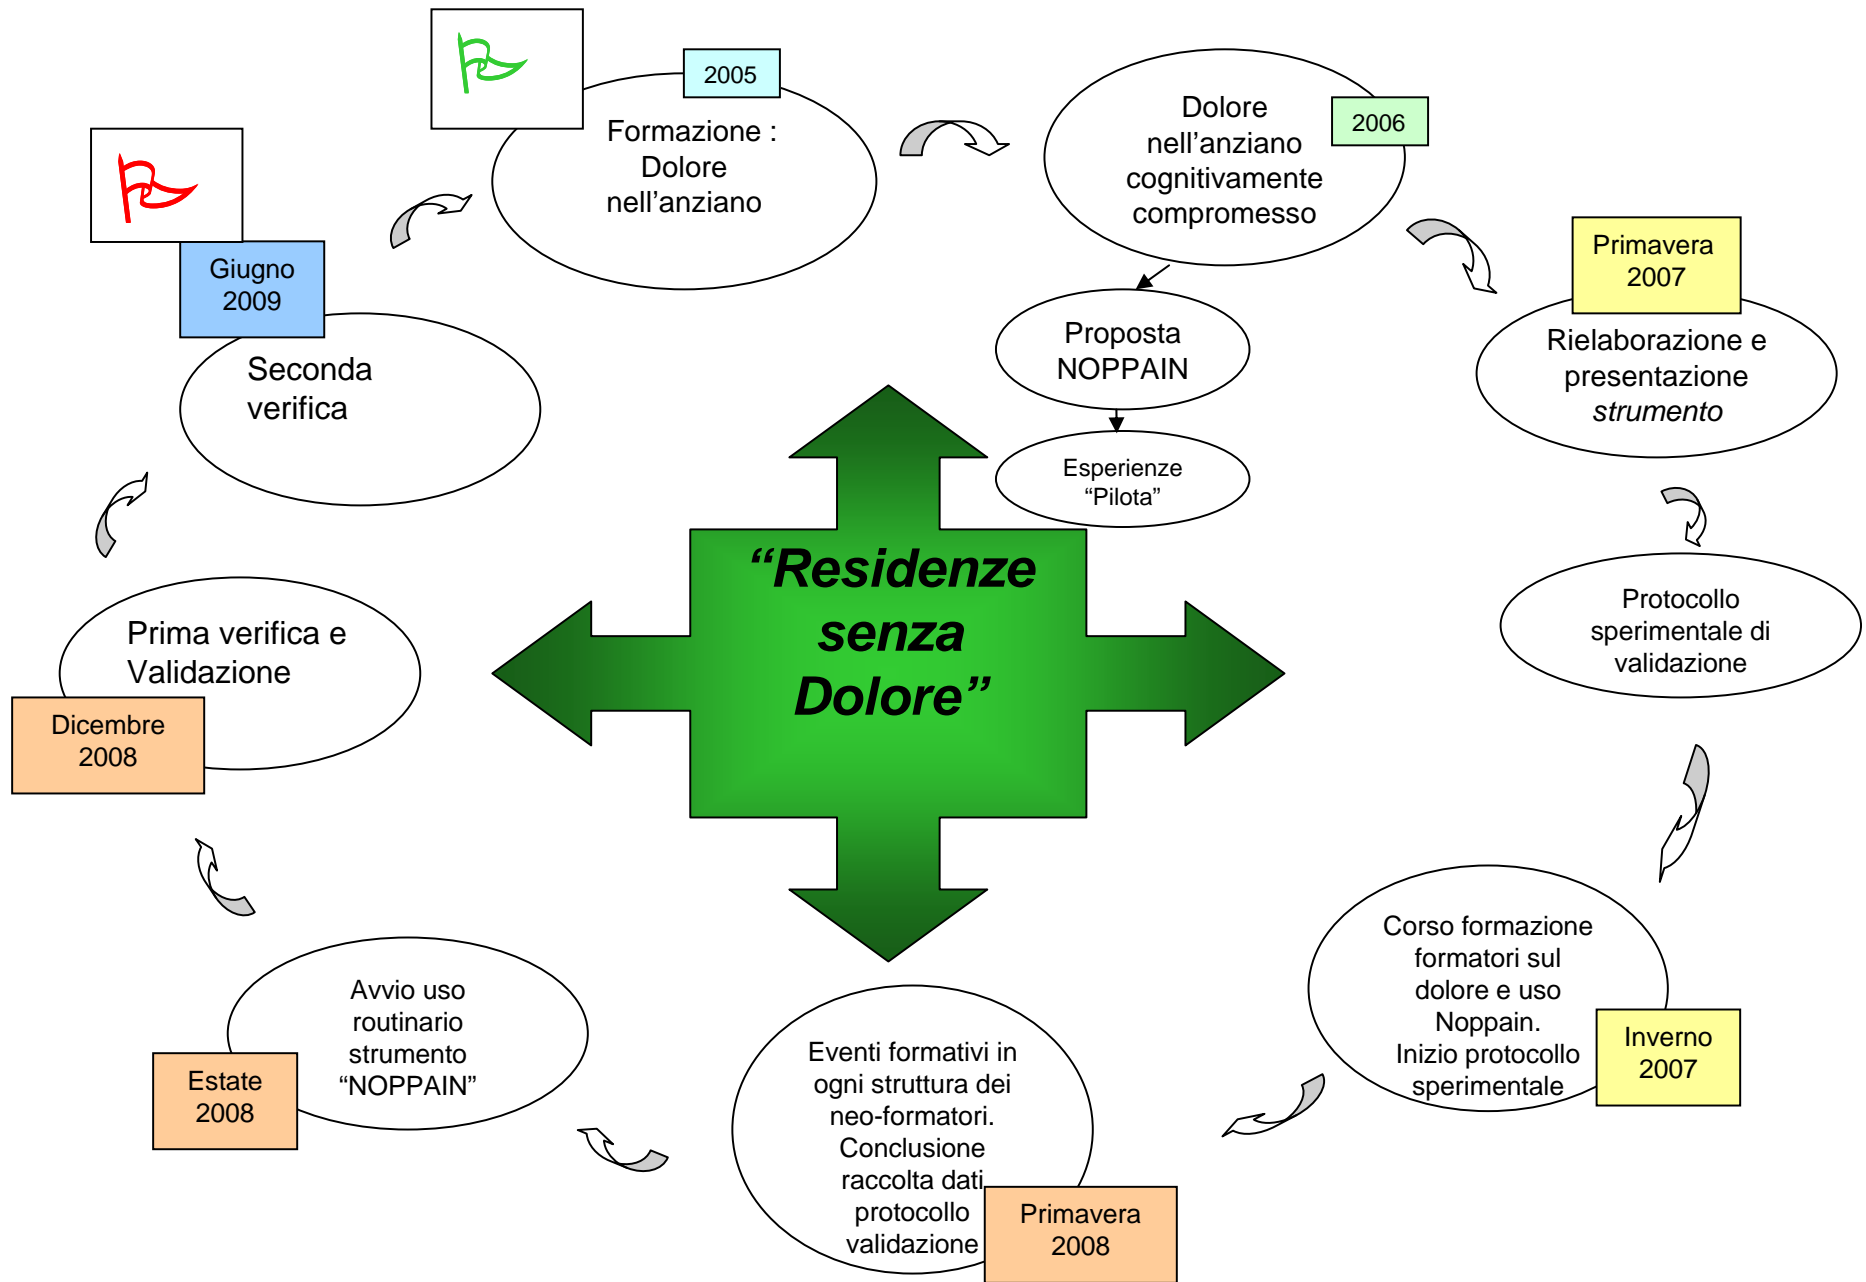 2005
Formazione :
Dolore
nell’anziano
Dolore
nell’anziano
cognitivamente
compromesso
2006
Proposta
NOPPAIN
Esperienze
“Pilota”
Primavera
2007
Rielaborazione e
presentazione
strumento
Protocollo
sperimentale di
validazione
Corso formazione
formatori sul
dolore e uso
Noppain.
Inizio protocollo
sperimentale
Inverno
2007
Eventi formativi in
ogni struttura dei
neo-formatori.
Conclusione
raccolta dati
protocollo
validazione
Primavera
2008
Avvio uso
routinario
strumento
“NOPPAIN”
Estate
2008
Prima verifica e
Validazione
Dicembre
2008
Giugno
2009
Seconda
verifica
“Residenze
senza
Dolore”